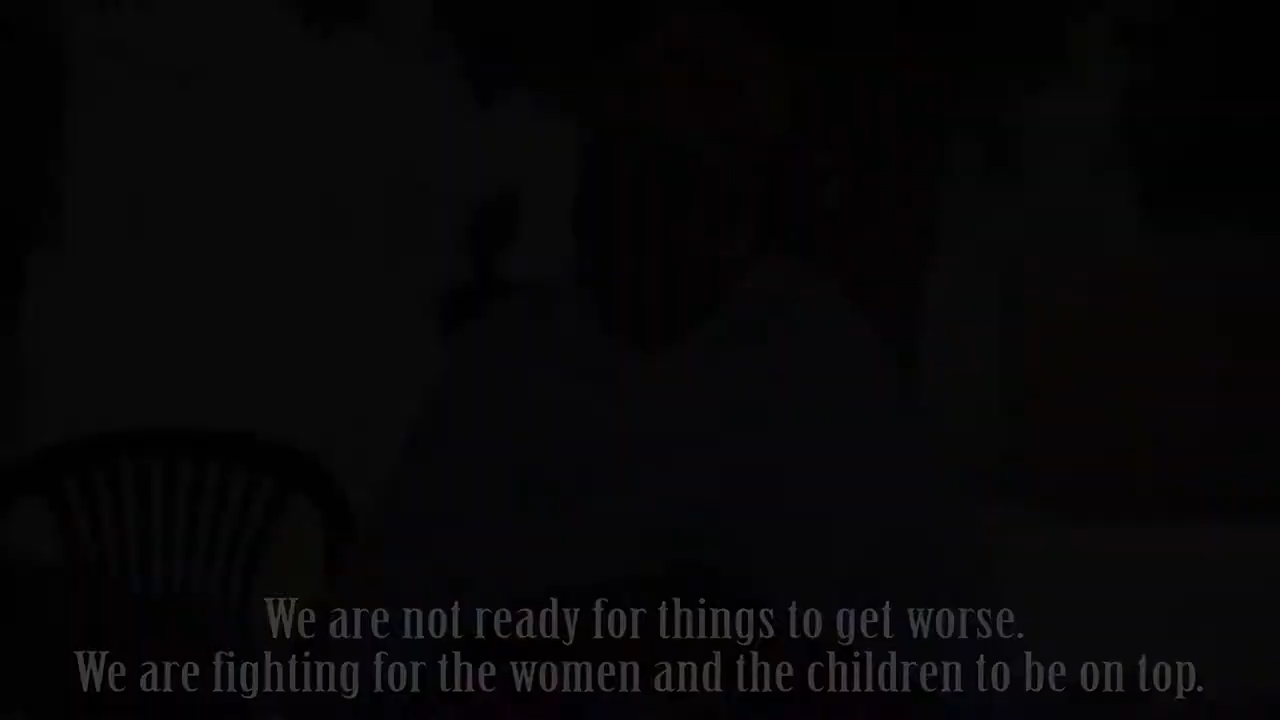 We are not ready for things to get worse.
We are fighting for the women and the children to be on top.